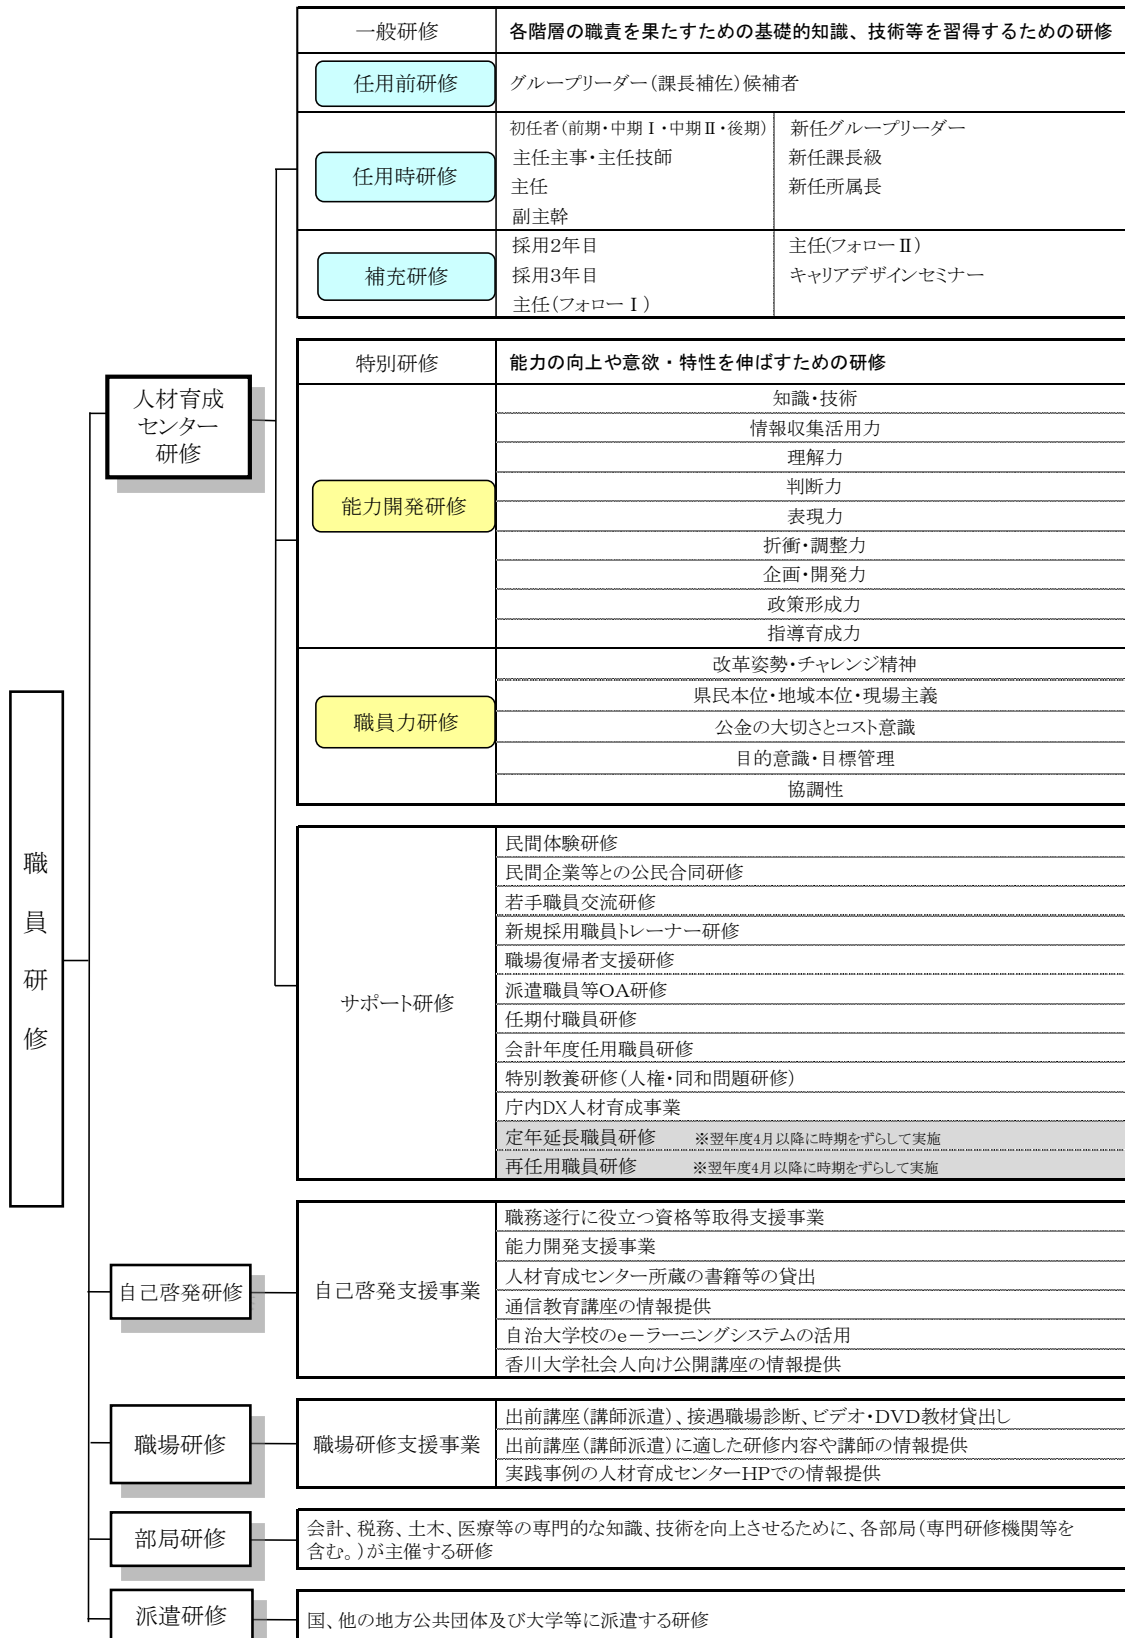 一般研修
各階層の職責を果たすための基礎的知識、技術等を習得するための研修
任用前研修
グループリーダー(課長補佐)候補者
任用時研修
初任者(前期・中期Ⅰ・中期Ⅱ・後期)
主任主事・主任技師
主任
副主幹
新任グループリーダー
新任課長級
新任所属長
補充研修
採用2年目
採用3年目
主任(フォローⅠ)
主任(フォローⅡ)
キャリアデザインセミナー
人材育成
センター
研修
特別研修
能力の向上や意欲・特性を伸ばすための研修
能力開発研修
知識・技術
情報収集活用力
理解力
判断力
表現力
折衝・調整力
企画・開発力
政策形成力
指導育成力
職員力研修
改革姿勢・チャレンジ精神
県民本位・地域本位・現場主義
公金の大切さとコスト意識
目的意識・目標管理
協調性
職員研修
サポート研修
民間体験研修
民間企業等との公民合同研修
若手職員交流研修
新規採用職員トレーナー研修
職場復帰者支援研修
派遣職員等OA研修
任期付職員研修
会計年度任用職員研修
特別教養研修(人権・同和問題研修)
庁内DX人材育成事業
定年延長職員研修 ※翌年度4月以降に時期をずらして実施
再任用職員研修 ※翌年度4月以降に時期をずらして実施
自己啓発研修
自己啓発支援事業
職務遂行に役立つ資格等取得支援事業
能力開発支援事業
人材育成センター所蔵の書籍等の貸出
通信教育講座の情報提供
自治大学校のe－ラーニングシステムの活用
香川大学社会人向け公開講座の情報提供
職場研修
職場研修支援事業
出前講座(講師派遣)、接遇職場診断、ビデオ・DVD教材貸出し
出前講座(講師派遣)に適した研修内容や講師の情報提供
実践事例の人材育成センターHPでの情報提供
部局研修
会計、税務、土木、医療等の専門的な知識、技術を向上させるために、各部局(専門研修機関等を
含む。)が主催する研修
派遣研修
国、他の地方公共団体及び大学等に派遣する研修